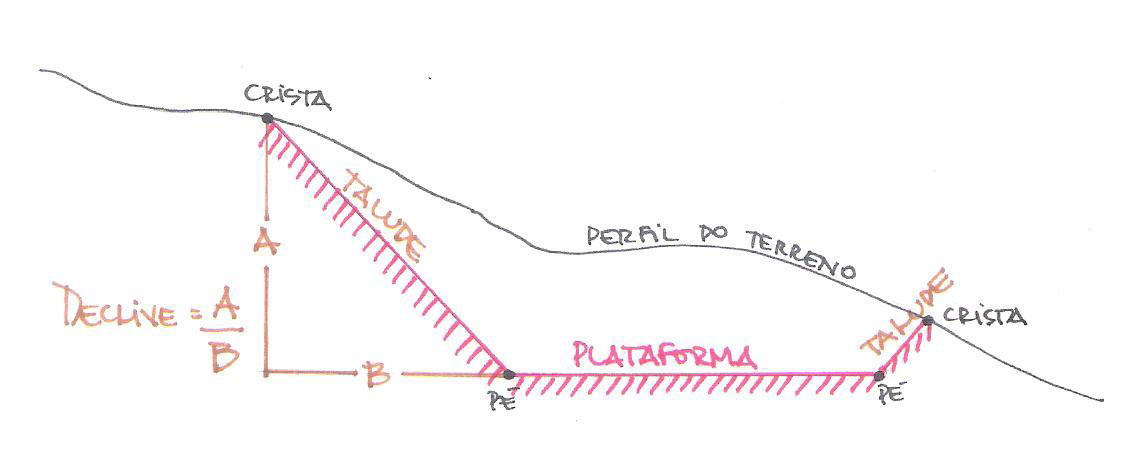 CRISTA
TALUDE
A
PERFIL DO TERRENO
DECLIVE = A
B
B
PLATAFORMA
TALUDE
CRISTA
PÉ
PÉ